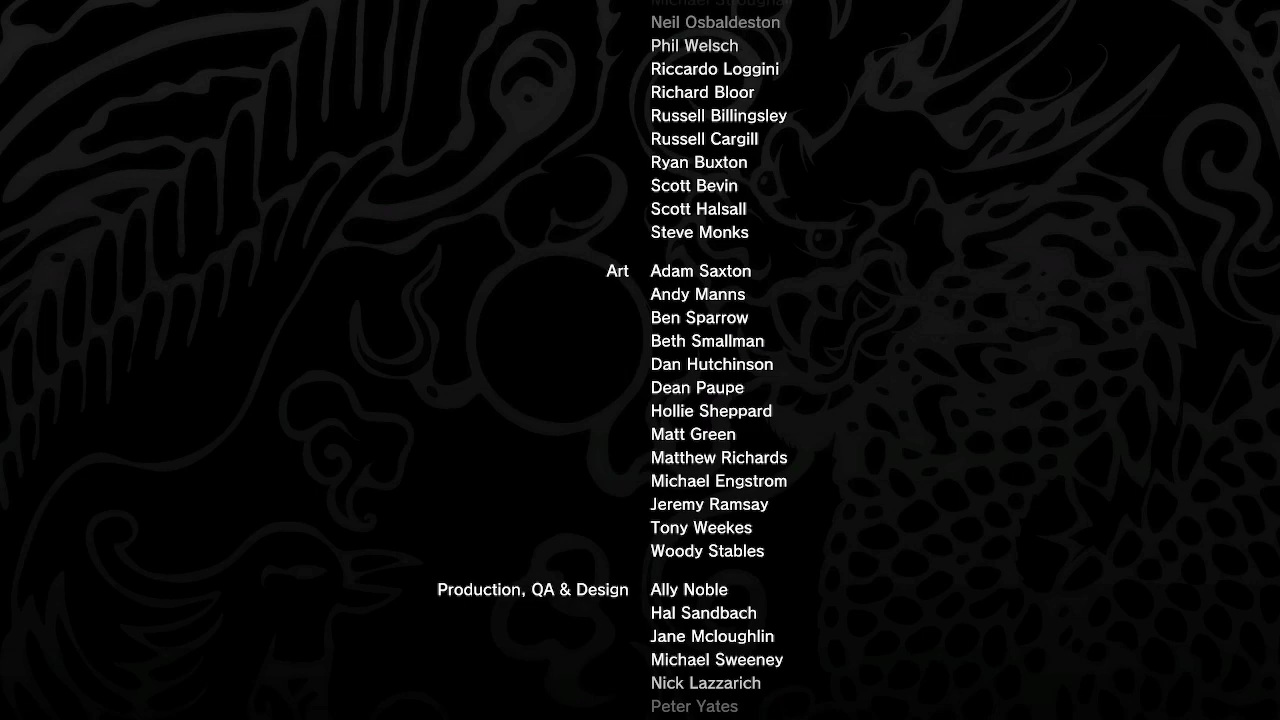 Neil Osbaldeston
Phil Welsch
Riccardo Loggini
Richard Bloor
Russell Billingsley
Russell Cargill
Ryan Buxton
Scott Bevin
Scott Halsall
Steve Monks
Art Adam Saxton
Andy Manns
Ben Sparrow
Beth Smallman
Dan Hutchinson
Dean Paupe
Hollie Sheppard
Matt Green
Matthew Richards
Michael Engstrom
Jeremy Ramsay
Tony Weekes
Woody Stables
Production, QA & Design Ally Noble
Hal Sandbach
Jane Mcloughlin
Michael Sweeney
Nick Lazzarich
Peter Yates